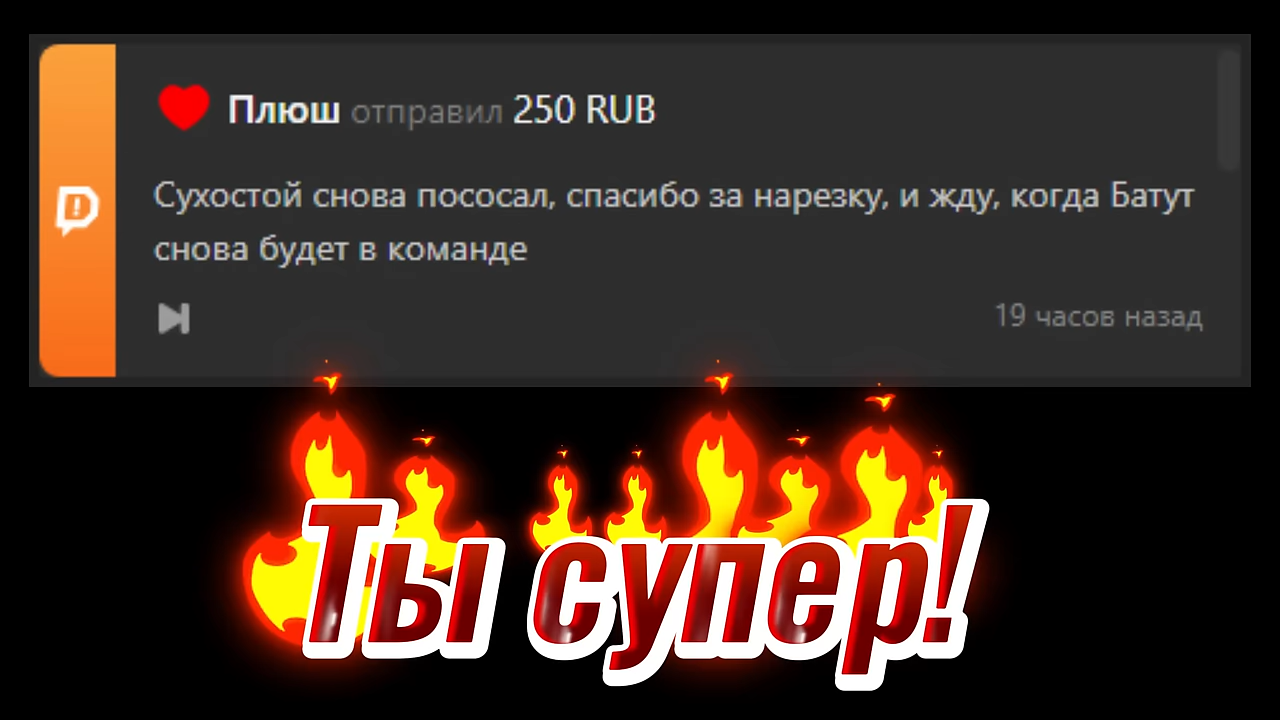 Плюш отправил 250 RUB
Сухостой снова пососал, спасибо за нарезку, и жду, когда Батут
снова будет в команде
19 часов назад
Ты супер!